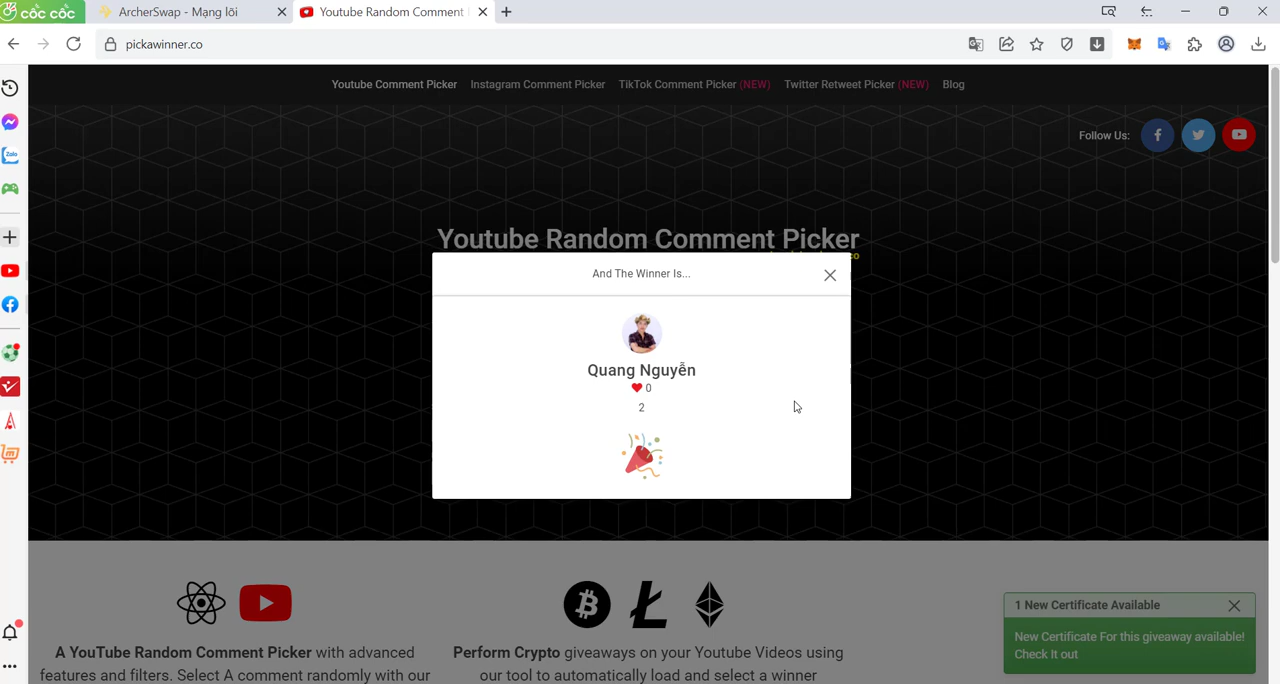 cốc cốc
ArcherSwap - Mạng lõi
Youtube Random Comment
pickawinner.co
Youtube Comment Picker
Instagram Comment Picker
TikTok Comment Picker (NEW)
Twitter Retweet Picker (NEW)
Blog
Follow Us:
Zalo
Youtube Random Comment Picker
co
And The Winner Is...
Quang Nguyễn
0
2
A YouTube Random Comment Picker with advanced
features and filters. Select A comment randomly with our
Perform Crypto giveaways on your Youtube Videos using
our tool to automatically load and select a winner
1 New Certificate Available
New Certificate For this giveaway available!
Check It out